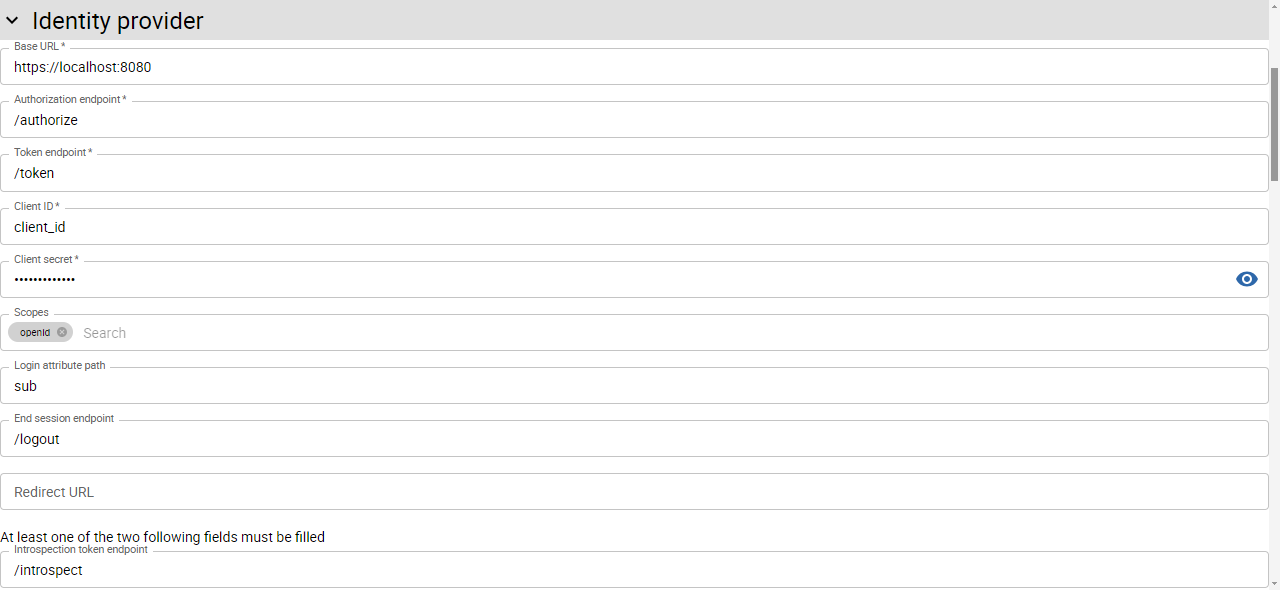 Identity provider
Base URL *
https://localhost:8080
Authorization endpoint *
/authorize
Token endpoint *
/token
Client ID *
client_id
Client secret *
•••••••••••••
Scopes
openid
Search
Login attribute path
sub
End session endpoint
/logout
Redirect URL
At least one of the two following fields must be filled
Introspection token endpoint
/introspect